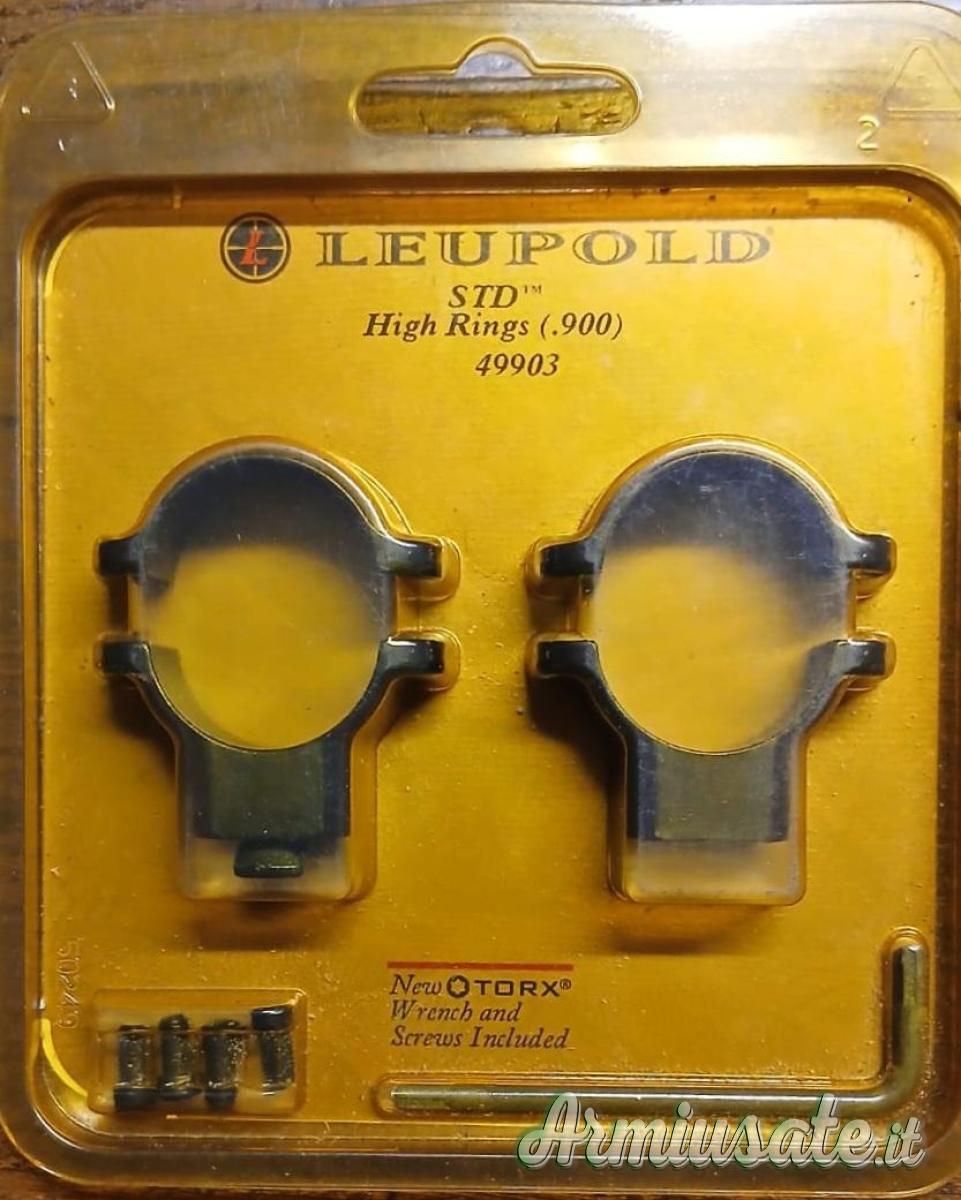 2
L LEUPOLD®
STD™
High Rings (.900)
49903
New TORX®
Wrench and
Screws Included
Armiusate.it